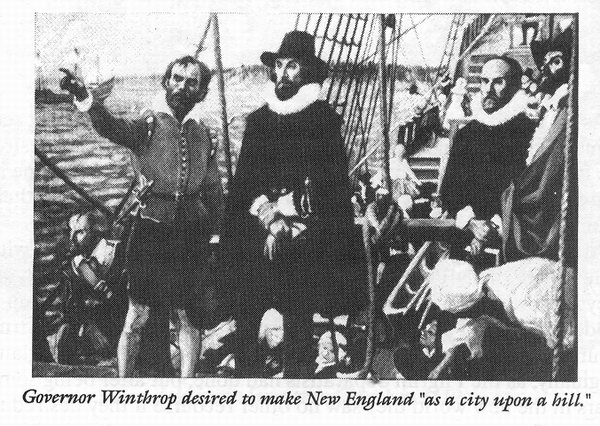 Governor Winthrop desired to make New England "as a city upon a hill."